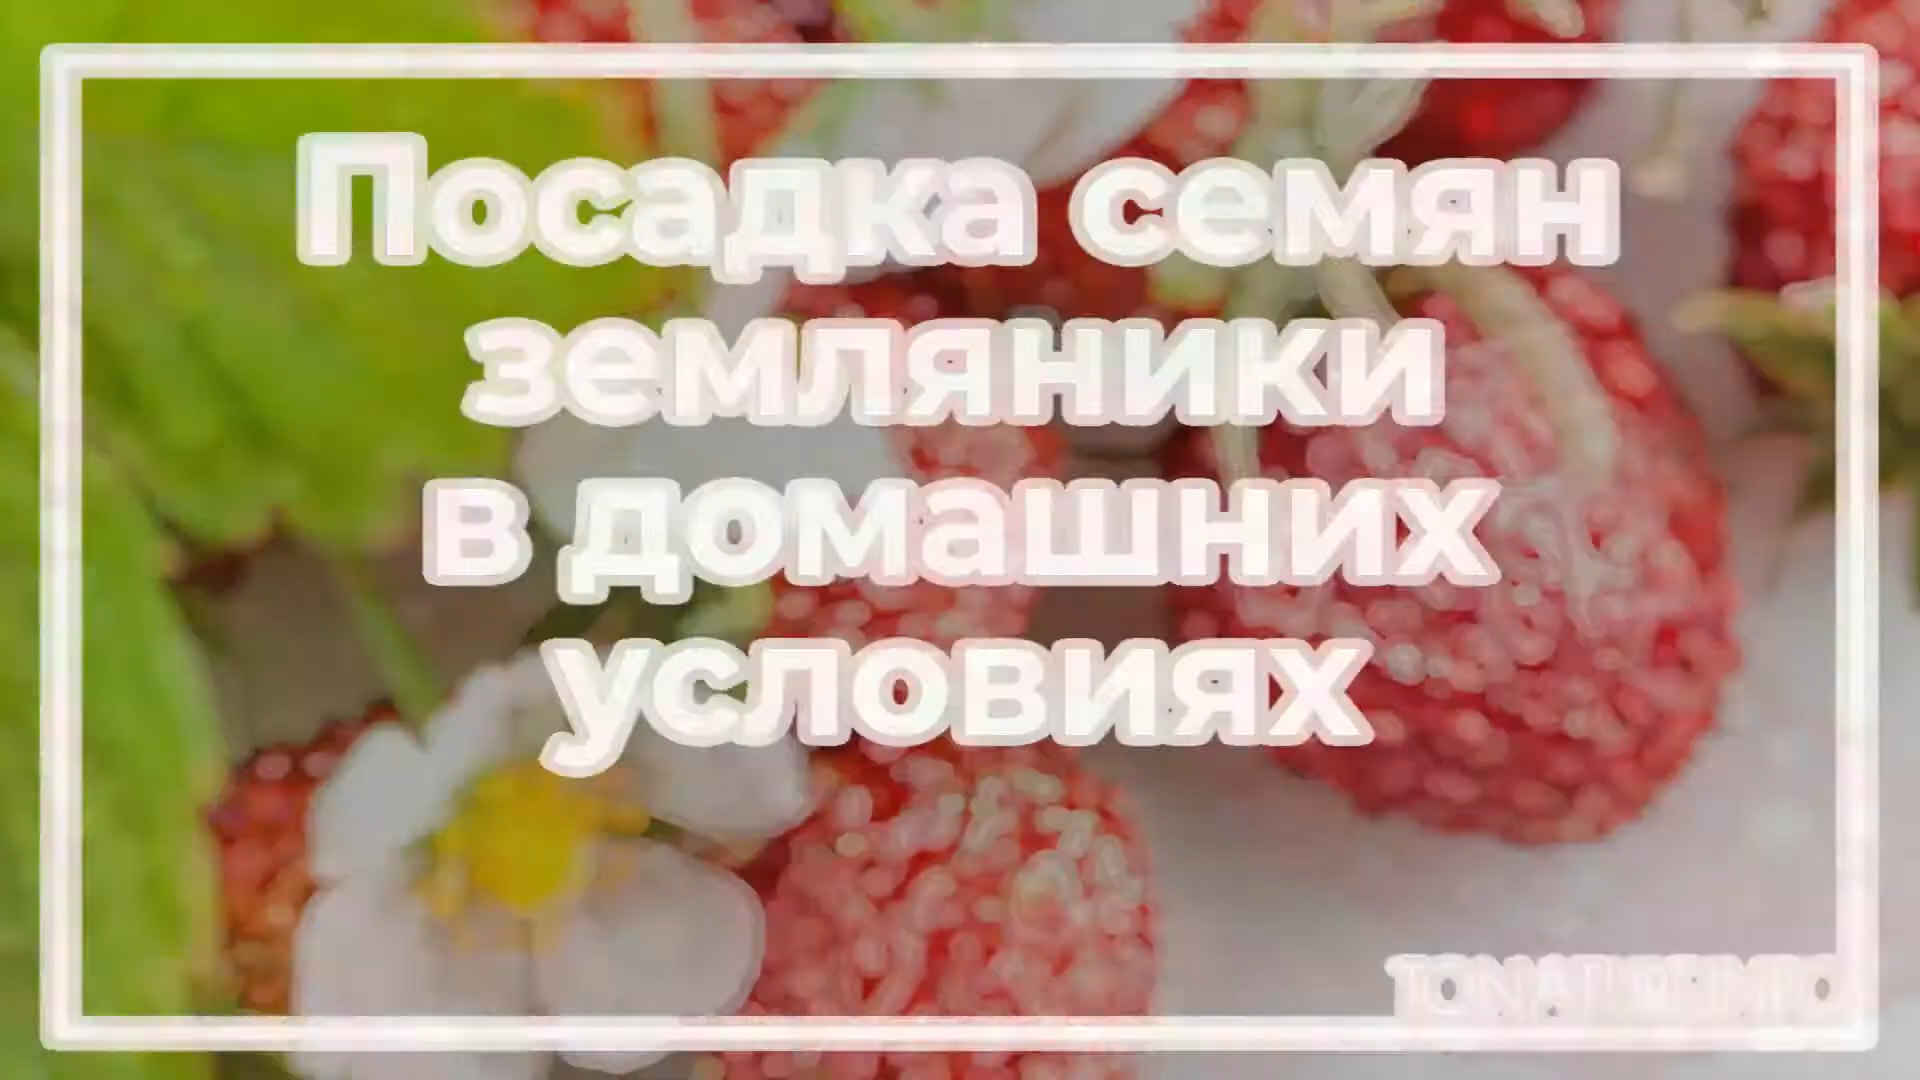 Посадка семян
земляники
в домашних
условиях